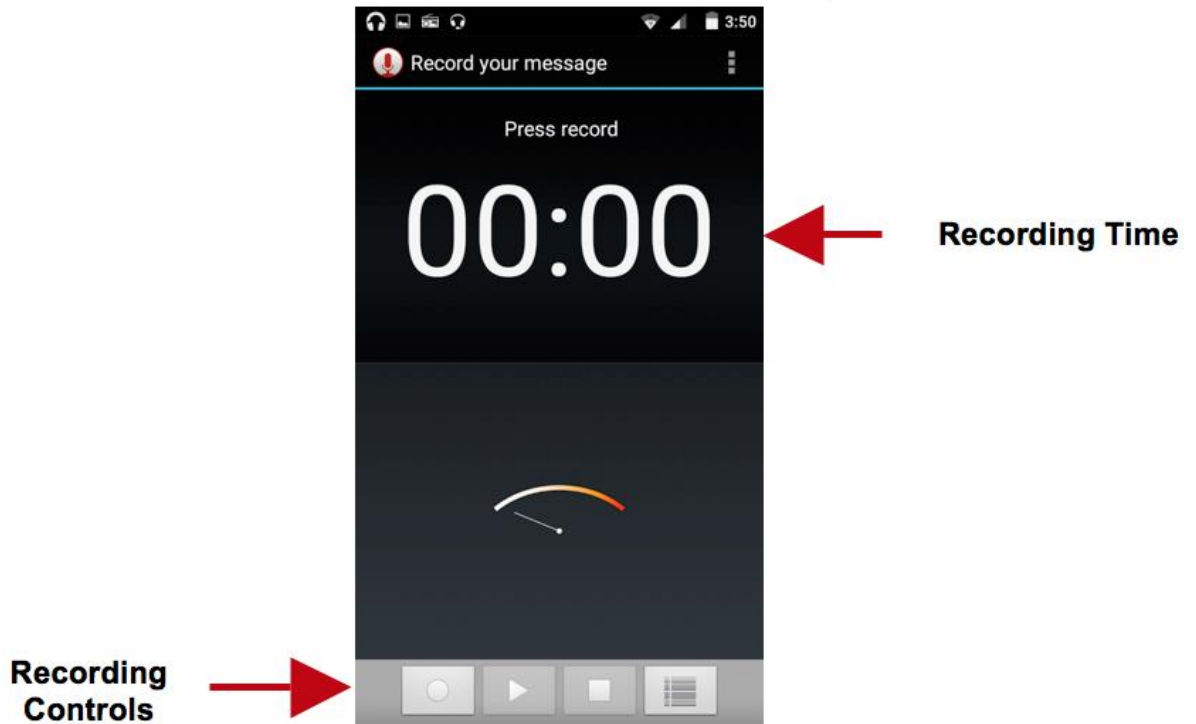 3:50
Record your message
Press record
00:00
Recording Time
Recording
Controls